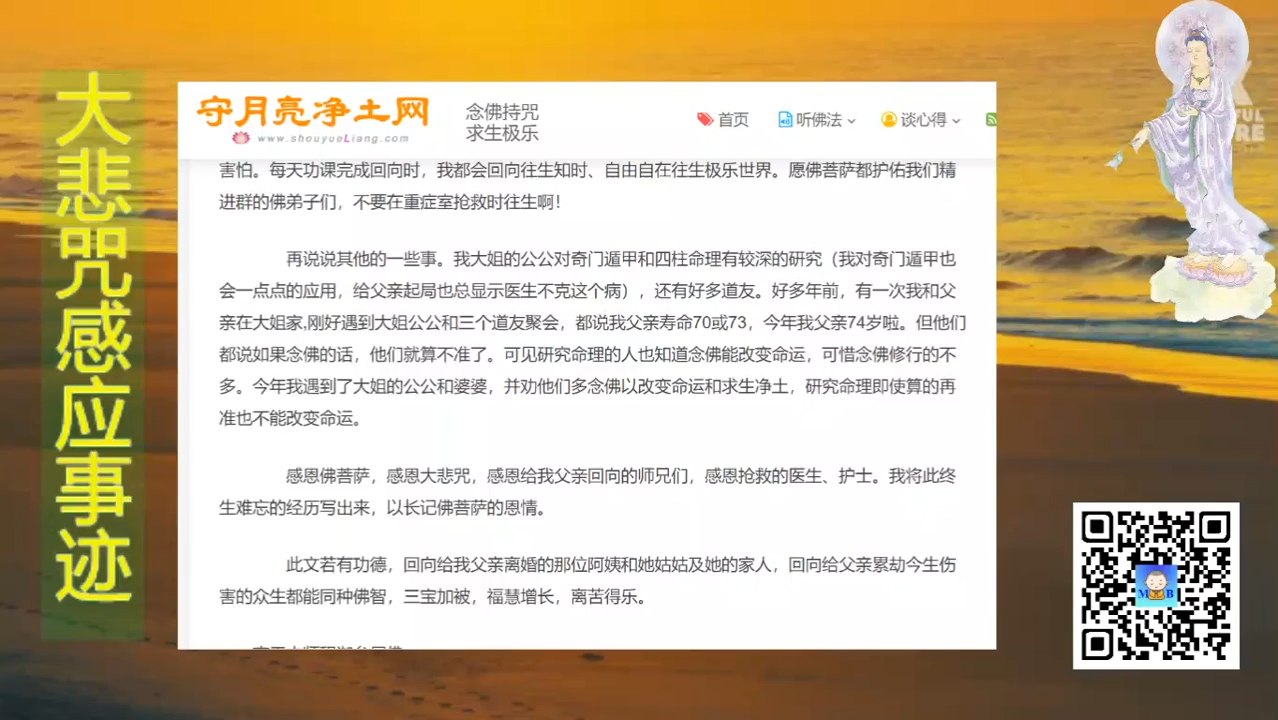 大悲咒感应事迹
守月亮净土网
www.shouyueLiang.com
念佛持咒
求生极乐
首页
听佛法
谈心得
害怕。每天功课完成回向时，我都会回向往生知时、自由自在往生极乐世界。愿佛菩萨都护佑我们精
进群的佛弟子们，不要在重症室抢救时往生啊！
再说说其他的一些事。我大姐的公公对奇门遁甲和四柱命理有较深的研究（我对奇门遁甲也
会一点点的应用，给父亲起局也总显示医生不克这个病），还有好多道友。好多年前，有一次我和父
亲在大姐家,刚好遇到大姐公公和三个道友聚会，都说我父亲寿命70或73，今年我父亲74岁啦。但他们
都说如果念佛的话，他们就算不准了。可见研究命理的人也知道念佛能改变命运，可惜念佛修行的不
多。今年我遇到了大姐的公公和婆婆，并劝他们多念佛以改变命运和求生净土，研究命理即使算的再
准也不能改变命运。
感恩佛菩萨，感恩大悲咒，感恩给我父亲回向的师兄们，感恩抢救的医生、护士。我将此终
生难忘的经历写出来，以长记佛菩萨的恩情。
此文若有功德，回向给我父亲离婚的那位阿姨和她姑姑及她的家人，回向给父亲累劫今生伤
害的众生都能同种佛智，三宝加被，福慧增长，离苦得乐。
M B